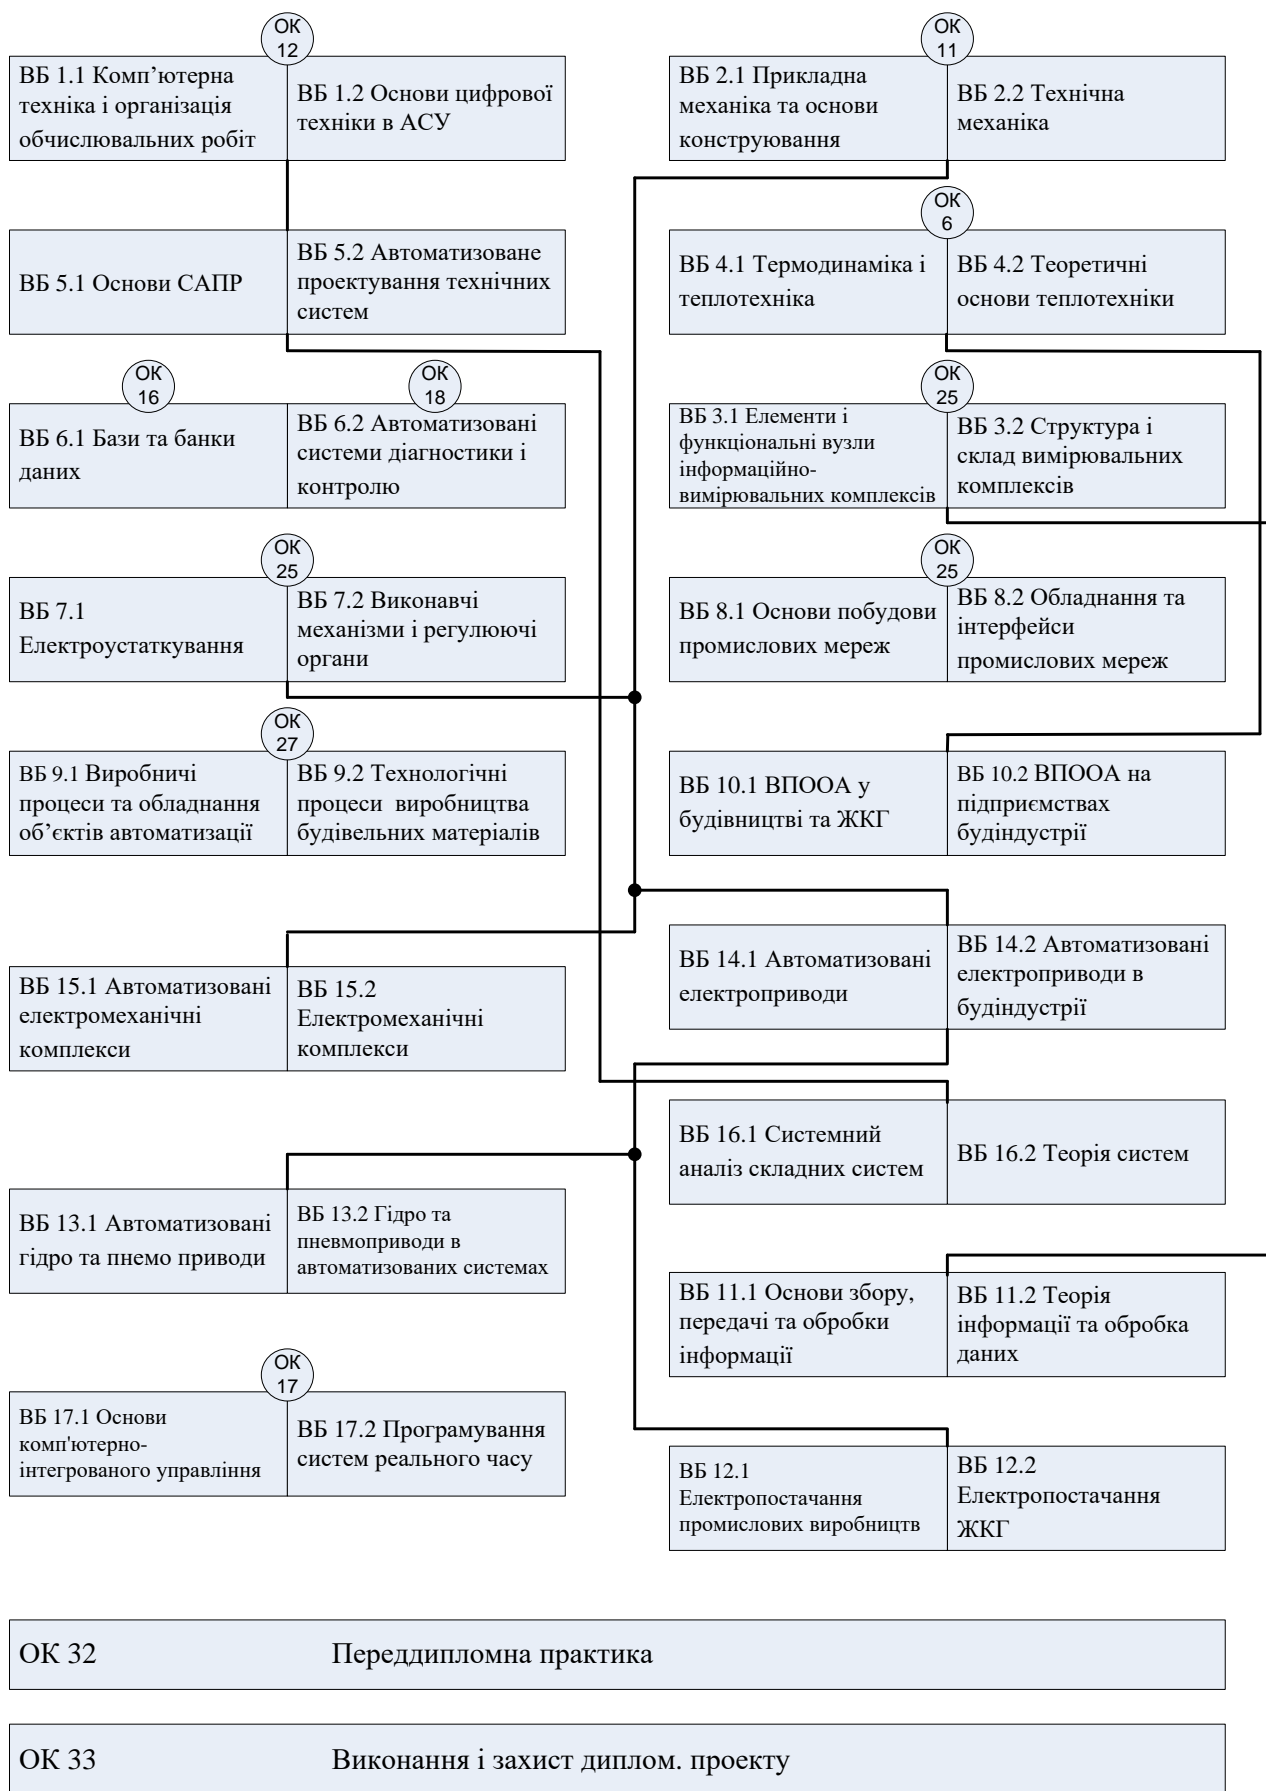 ОК
12
ВБ 1.1 Комп’ютерна
техніка і організація
обчислювальних робіт
ВБ 1.2 Основи цифрової
техніки в АСУ
ОК
11
ВБ 2.1 Прикладна
механіка та основи
конструювання
ВБ 2.2 Технічна
механіка
ВБ 5.1 Основи САПР
ВБ 5.2 Автоматизоване
проектування технічних
систем
ОК
6
ВБ 4.1 Термодинаміка і
теплотехніка
ВБ 4.2 Теоретичні
основи теплотехніки
ОК
16
ОК
18
ВБ 6.1 Бази та банки
даних
ВБ 6.2 Автоматизовані
системи діагностики і
контролю
ОК
25
ВБ 3.1 Елементи і
функціональні вузли
інформаційно-
вимірювальних комплексів
ВБ 3.2 Структура і
склад вимірювальних
комплексів
ОК
25
ВБ 7.1
Електроустаткування
ВБ 7.2 Виконавчі
механізми і регулюючі
органи
ОК
25
ВБ 8.1 Основи побудови
промислових мереж
ВБ 8.2 Обладнання та
інтерфейси
промислових мереж
ОК
27
ВБ 9.1 Виробничі
процеси та обладнання
об’єктів автоматизації
ВБ 9.2 Технологічні
процеси виробництва
будівельних матеріалів
ВБ 10.1 ВПООА у
будівництві та ЖКГ
ВБ 10.2 ВПООА на
підприємствах
будіндустрії
ВБ 15.1 Автоматизовані
електромеханічні
комплекси
ВБ 15.2
Електромеханічні
комплекси
ВБ 14.1 Автоматизовані
електроприводи
ВБ 14.2 Автоматизовані
електроприводи в
будіндустрії
ВБ 16.1 Системний
аналіз складних систем
ВБ 16.2 Теорія систем
ВБ 13.1 Автоматизовані
гідро та пнемо приводи
ВБ 13.2 Гідро та
пневмоприводи в
автоматизованих системах
ВБ 11.1 Основи збору,
передачі та обробки
інформації
ВБ 11.2 Теорія
інформації та обробка
даних
ОК
17
ВБ 17.1 Основи
комп'ютерно-
інтегрованого управління
ВБ 17.2 Програмування
систем реального часу
ВБ 12.1
Електропостачання
промислових виробництв
ВБ 12.2
Електропостачання
ЖКГ
ОК 32 Переддипломна практика
ОК 33 Виконання і захист диплом. проекту